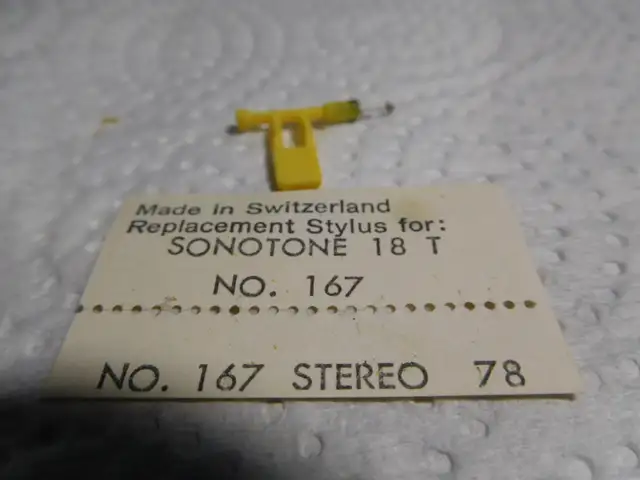 Made in Switzerland
Replacement Stylus for:
SONOTONE 18 T
NO. 167
NO. 167 STEREO 78